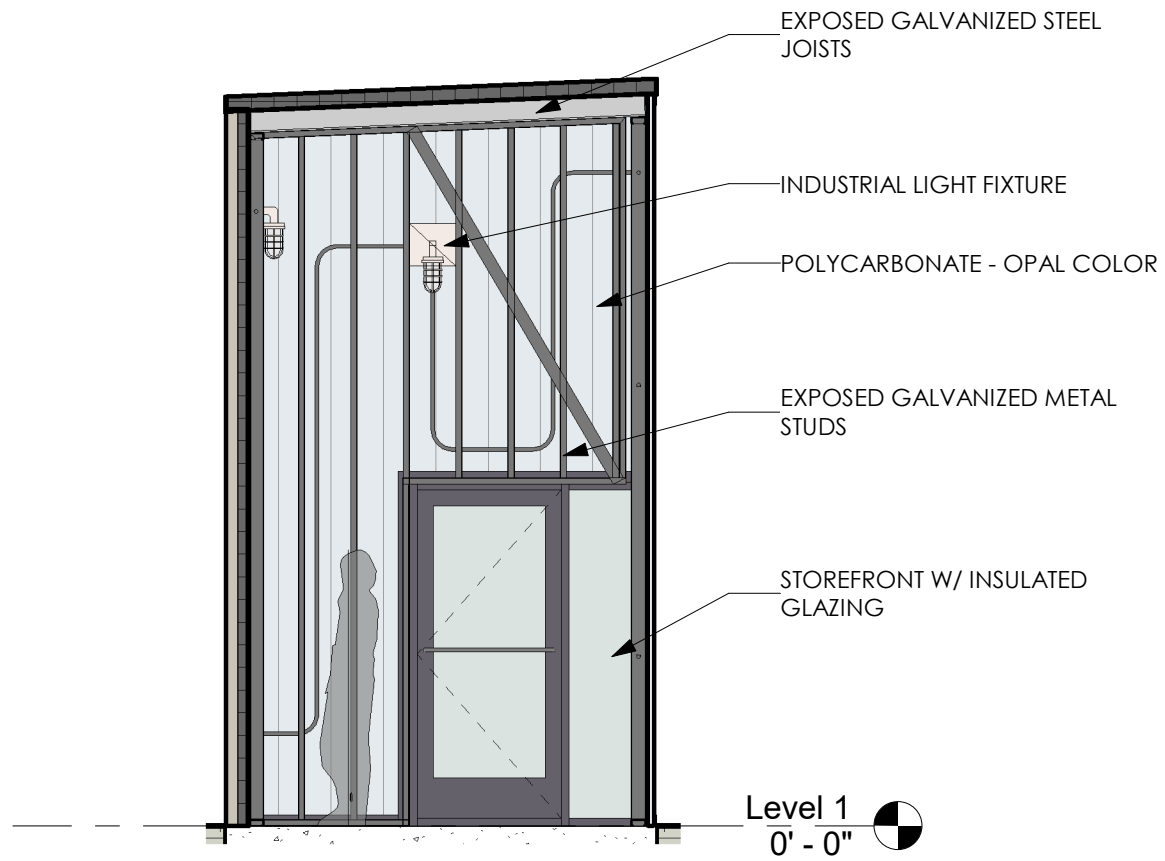 EXPOSED GALVANIZED STEEL
JOISTS
INDUSTRIAL LIGHT FIXTURE
POLYCARBONATE - OPAL COLOR
EXPOSED GALVANIZED METAL
STUDS
STOREFRONT W/ INSULATED
GLAZING
Level 1
0' - 0"